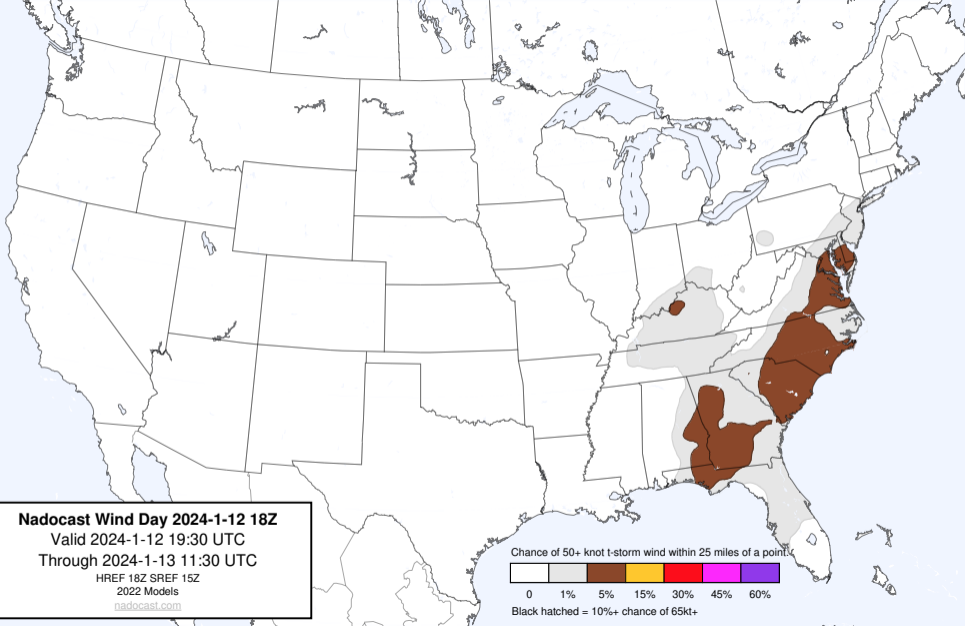 Nadocast Wind Day 2024-1-12 18Z
Valid 2024-1-12 19:30 UTC
Through 2024-1-13 11:30 UTC
HREF 18Z SREF 15Z
2022 Models
nadocast.com
Chance of 50+ knot t-storm wind within 25 miles of a point.
0 1% 5% 15% 30% 45% 60%
Black hatched = 10%+ chance of 65kt+